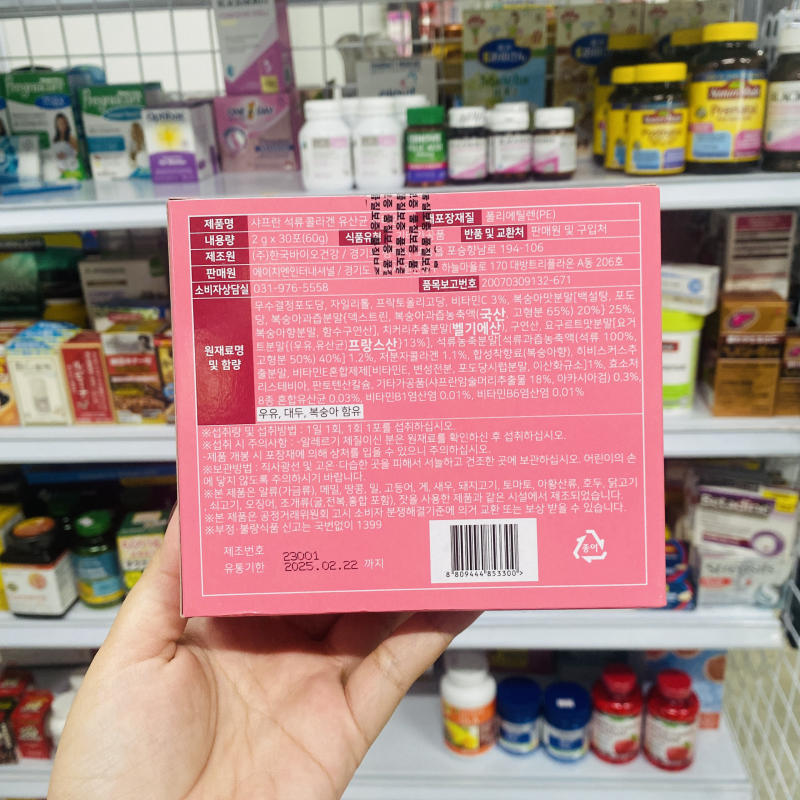 제품명 사프란 석류 콜라겐 유산균 내포장재질 폴리에틸렌(PE)
내용량 2 g x 30포(60g) 식품유형 반품 및 교환처 판매원 및 구입처
제조원 (주)한국바이오건강 / 경기 포승향남로 194-106
판매원 에이치엔인터내셔널 / 경기도 하늘마을로 170 대방트리플라온 A동 206호
소비자상담실 031-976-5558 품목보고번호 20070309132-671
원재료명 및 함량
무수결정포도당, 자일리톨, 프락토올리고당, 비타민C 3%, 복숭아맛분말[백설탕, 포도
당, 복숭아과즙분말[덱스트린, 복숭아과즙농축액(국산, 고형분 65%) 20%] 25%,
복숭아향분말, 함수구연산], 치커리추출분말(벨기에산), 구연산, 요구르트맛분말[요거
트분말[(우유,유산균)프랑스산]13%], 석류농축분말[석류과즙농축액(석류 100%,
고형분 50%) 40%] 1.2%, 저분자콜라겐 1.1%, 합성착향료(복숭아향), 히비스커스추
출분말, 비타민E혼합제제[비타민E, 변성전분, 포도당시럽분말, 이산화규소]1%, 효소처
리스테비아, 판토텐산칼슘, 기타가공품(사프란암술머리추출물 18%, 아카시아검) 0.3%,
8종 혼합유산균 0.03%, 비타민B1염산염 0.01%, 비타민B6염산염 0.01%
우유, 대두, 복숭아 함유
※섭취량 및 섭취방법 : 1일 1회, 1회 1포를 섭취하십시오.
※섭취 시 주의사항 : -알레르기 체질이신 분은 원재료를 확인하신 후 섭취하십시오.
-제품 개봉 시 포장재에 의해 상처를 입을 수 있으니 주의하십시오.
※보관방법 : 직사광선 및 고온·다습한 곳을 피해서 서늘하고 건조한 곳에 보관하십시오. 어린이의 손
에 닿지 않도록 주의하시기 바랍니다.
※본 제품은 알류(가금류), 메밀, 땅콩, 밀, 고등어, 게, 새우, 돼지고기, 토마토, 아황산류, 호두, 닭고기
, 쇠고기, 오징어, 조개류(굴,전복,홍합 포함), 잣을 사용한 제품과 같은 시설에서 제조되었습니다.
※본 제품은 공정거래위원회 고시 소비자 분쟁해결기준에 의거 교환 또는 보상 받을 수 있습니다.
※부정·불량식품 신고는 국번없이 1399
제조번호 23001
유통기한 2025.02.22 까지
8 809444 853300>
종이
품질보증
Pregnacare
Pregnacare
Nature Made
Prenatal
Betadine